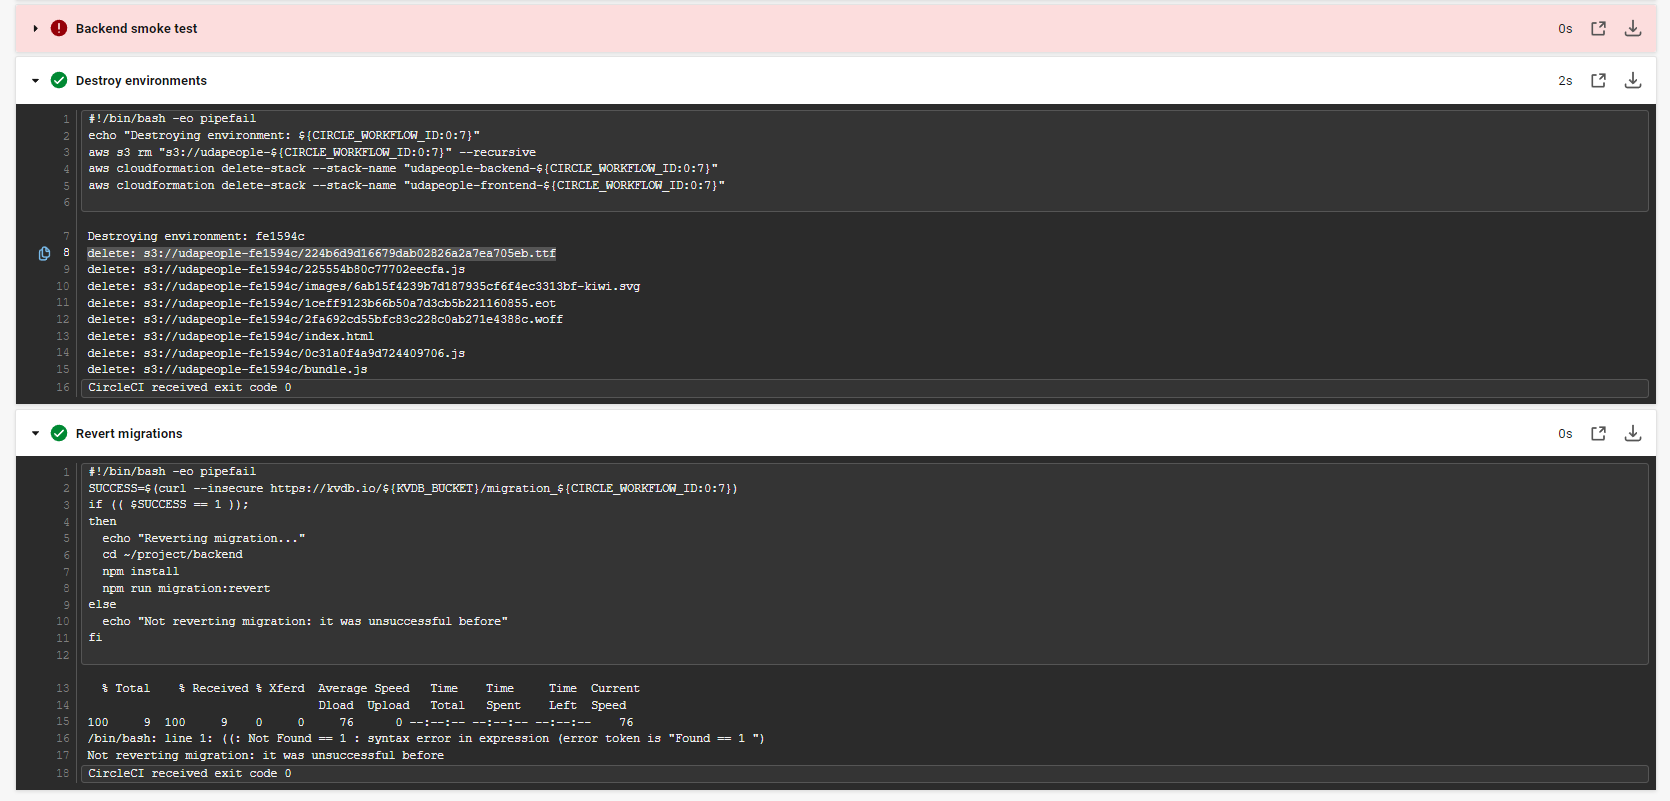 Backend smoke test 0s
Destroy environments 2s
1 #!/bin/bash -eo pipefail
2 echo "Destroying environment: ${CIRCLE_WORKFLOW_ID:0:7}"
3 aws s3 rm "s3://udapeople-${CIRCLE_WORKFLOW_ID:0:7}" --recursive
4 aws cloudformation delete-stack --stack-name "udapeople-backend-${CIRCLE_WORKFLOW_ID:0:7}"
5 aws cloudformation delete-stack --stack-name "udapeople-frontend-${CIRCLE_WORKFLOW_ID:0:7}"
6
7 Destroying environment: fe1594c
8 delete: s3://udapeople-fe1594c/224b6d9d16679dab02826a2a7ea705eb.ttf
9 delete: s3://udapeople-fe1594c/225554b80c77702eecfa.js
10 delete: s3://udapeople-fe1594c/images/6ab15f4239b7d187935cf6f4ec3313bf-kiwi.svg
11 delete: s3://udapeople-fe1594c/1ceff9123b66b50a7d3cb5b221160855.eot
12 delete: s3://udapeople-fe1594c/2fa692cd55bfc83c228c0ab271e4388c.woff
13 delete: s3://udapeople-fe1594c/index.html
14 delete: s3://udapeople-fe1594c/0c31a0f4a9d724409706.js
15 delete: s3://udapeople-fe1594c/bundle.js
16 CircleCI received exit code 0
Revert migrations 0s
1 #!/bin/bash -eo pipefail
2 SUCCESS=$(curl --insecure https://kvdb.io/${KVDB_BUCKET}/migration_${CIRCLE_WORKFLOW_ID:0:7})
3 if (( $SUCCESS == 1 ));
4 then
5 echo "Reverting migration..."
6 cd ~/project/backend
7 npm install
8 npm run migration:revert
9 else
10 echo "Not reverting migration: it was unsuccessful before"
11 fi
12
13 % Total % Received % Xferd Average Speed Time Time Time Current
14 Dload Upload Total Spent Left Speed
15 100 9 100 9 0 0 76 0 --:--:-- --:--:-- --:--:-- 76
16 /bin/bash: line 1: ((: Not Found == 1 : syntax error in expression (error token is "Found == 1 ")
17 Not reverting migration: it was unsuccessful before
18 CircleCI received exit code 0